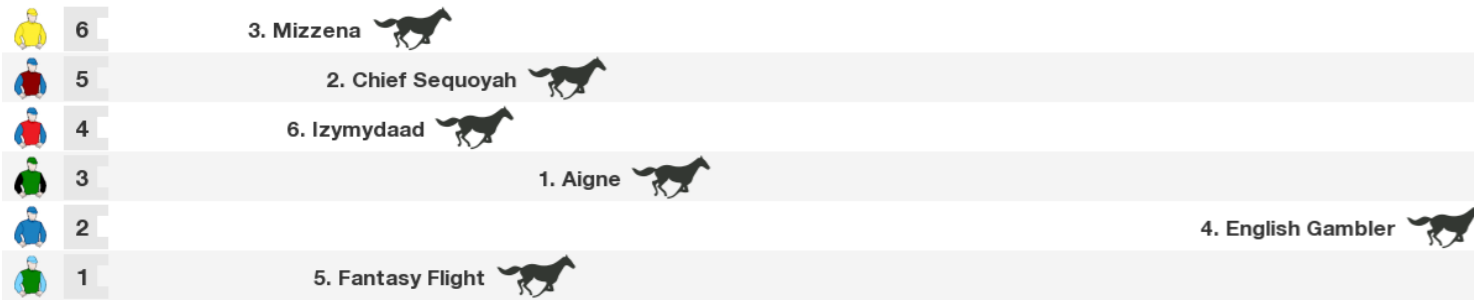 6 3. Mizzena
5 2. Chief Sequoyah
4 6. Izymydaad
3 1. Aigne
2 4. English Gambler
1 5. Fantasy Flight